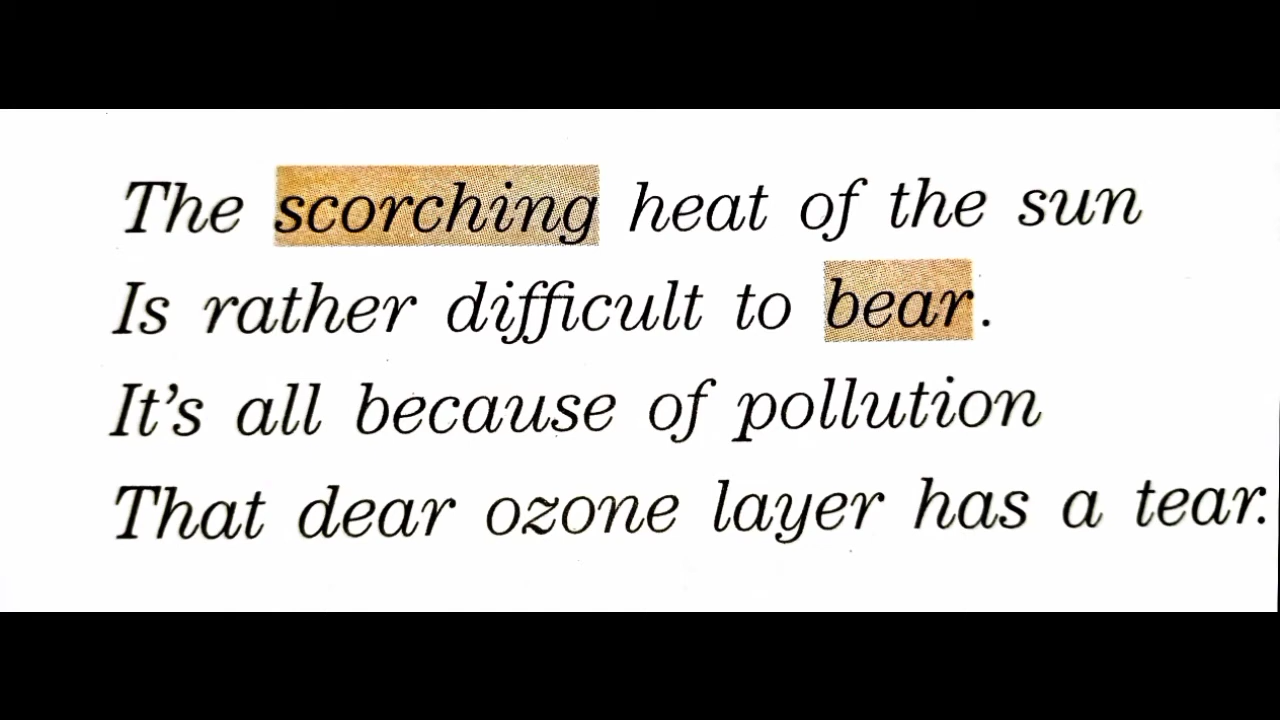 The scorching heat of the sun
Is rather difficult to bear.
It's all because of pollution
That dear ozone layer has a tear.